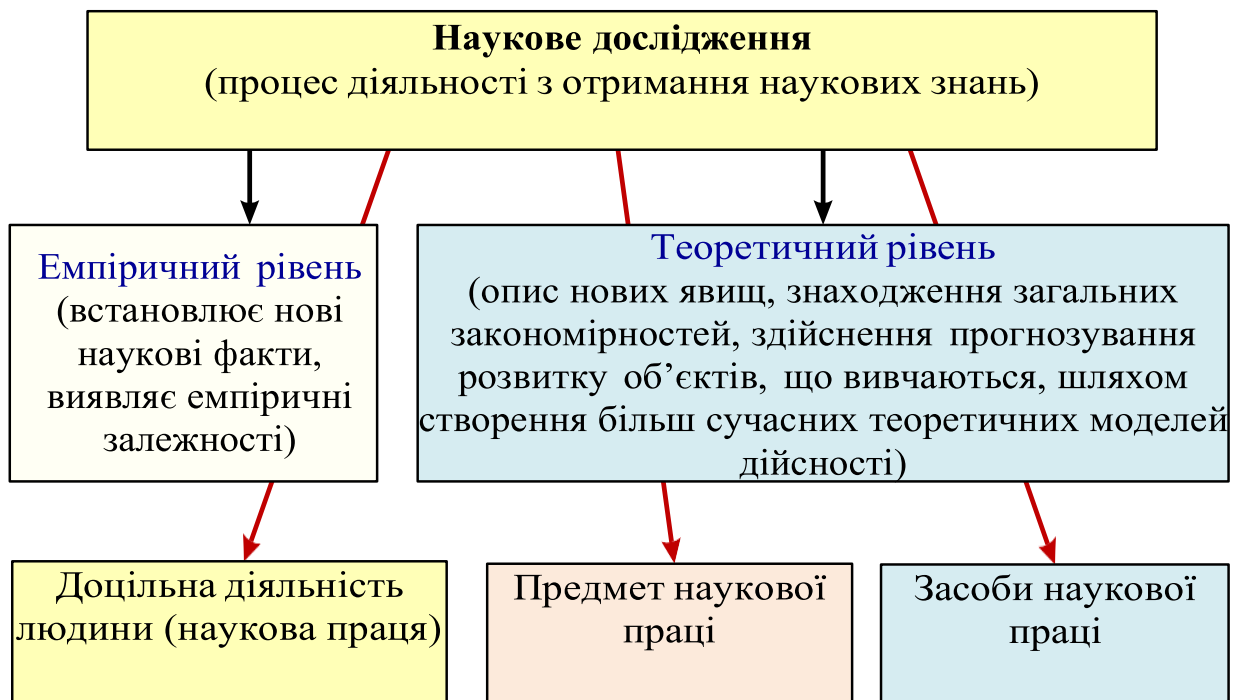 Наукове дослідження
(процес діяльності з отримання наукових знань)
Емпіричний рівень
(встановлює нові
наукові факти,
виявляє емпіричні
залежності)
Теоретичний рівень
(опис нових явищ, знаходження загальних
закономірностей, здійснення прогнозування
розвитку об’єктів, що вивчаються, шляхом
створення більш сучасних теоретичних моделей
дійсності)
Доцільна діяльність
людини (наукова праця)
Предмет наукової
праці
Засоби наукової
праці